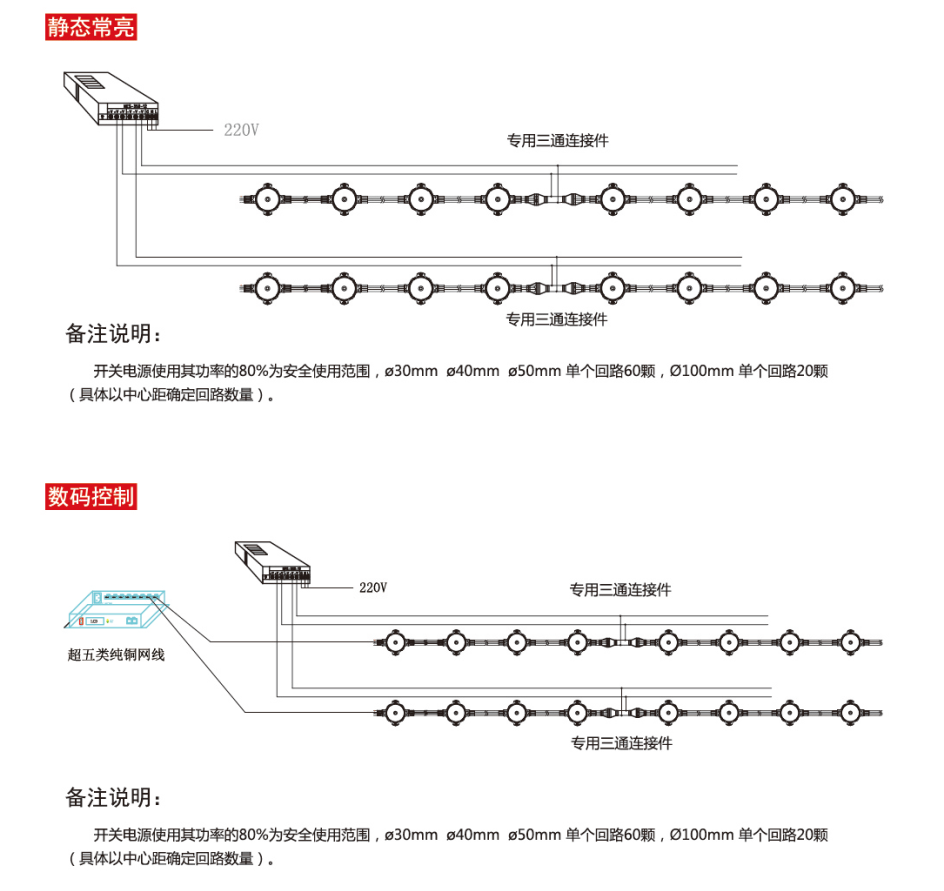 静态常亮
220V
专用三通连接件
专用三通连接件
备注说明：
开关电源使用其功率的80%为安全使用范围，ø30mm ø40mm ø50mm 单个回路60颗，Ø100mm 单个回路20颗
（具体以中心距确定回路数量）。
数码控制
220V
专用三通连接件
超五类纯铜网线
专用三通连接件
备注说明：
开关电源使用其功率的80%为安全使用范围，ø30mm ø40mm ø50mm 单个回路60颗，Ø100mm 单个回路20颗
（具体以中心距确定回路数量）。